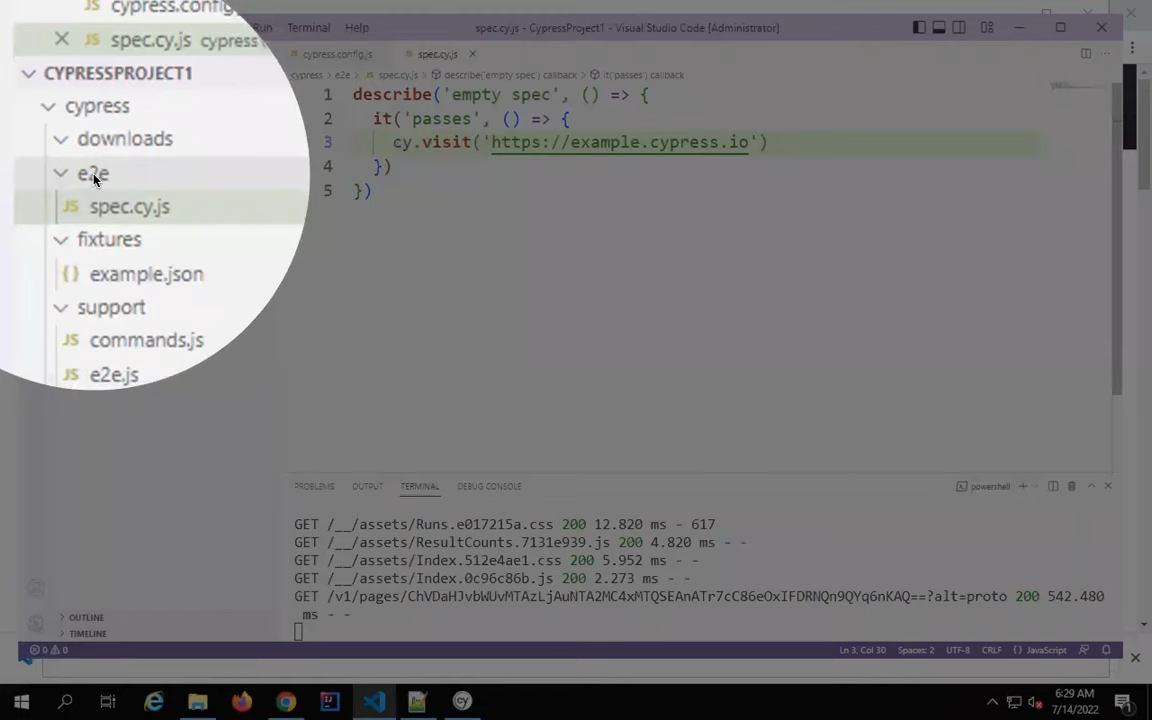 cypress.config.
spec.cy.js cypress
CYPRESSPROJECT1
cypress
downloads
e2e
spec.cy.js
fixtures
{} example.json
support
JS commands.js
JS e2e.js
Run Terminal Help
spec.cy.js - CypressProject1 - Visual Studio Code [Administrator]
cypress.config.js
spec.cy.js
cypress > e2e > JS spec.cy.js > describe('empty spec') callback > it('passes') callback
1 describe('empty spec', () => {
2 it('passes', () => {
3 cy.visit('https://example.cypress.io')
4 })
5 })
PROBLEMS OUTPUT TERMINAL DEBUG CONSOLE
powershell
GET /__/assets/Runs.e017215a.css 200 12.820 ms - 617
GET /__/assets/ResultCounts.7131e939.js 200 4.820 ms - -
GET /__/assets/Index.512e4ae1.css 200 5.952 ms - -
GET /__/assets/Index.0c96c86b.js 200 2.273 ms - -
GET /v1/pages/ChVDaHJvbWUvMTAzLjAuNTA2MC4xMTQSEAnATr7cC86eOxIFDRNQn9QYq6nKAQ==?alt=proto 200 542.480
ms - -
OUTLINE
TIMELINE
0 0
Ln 3, Col 30 Spaces: 2 UTF-8 CRLF {} JavaScript
cy
6:29 AM
7/14/2022
1